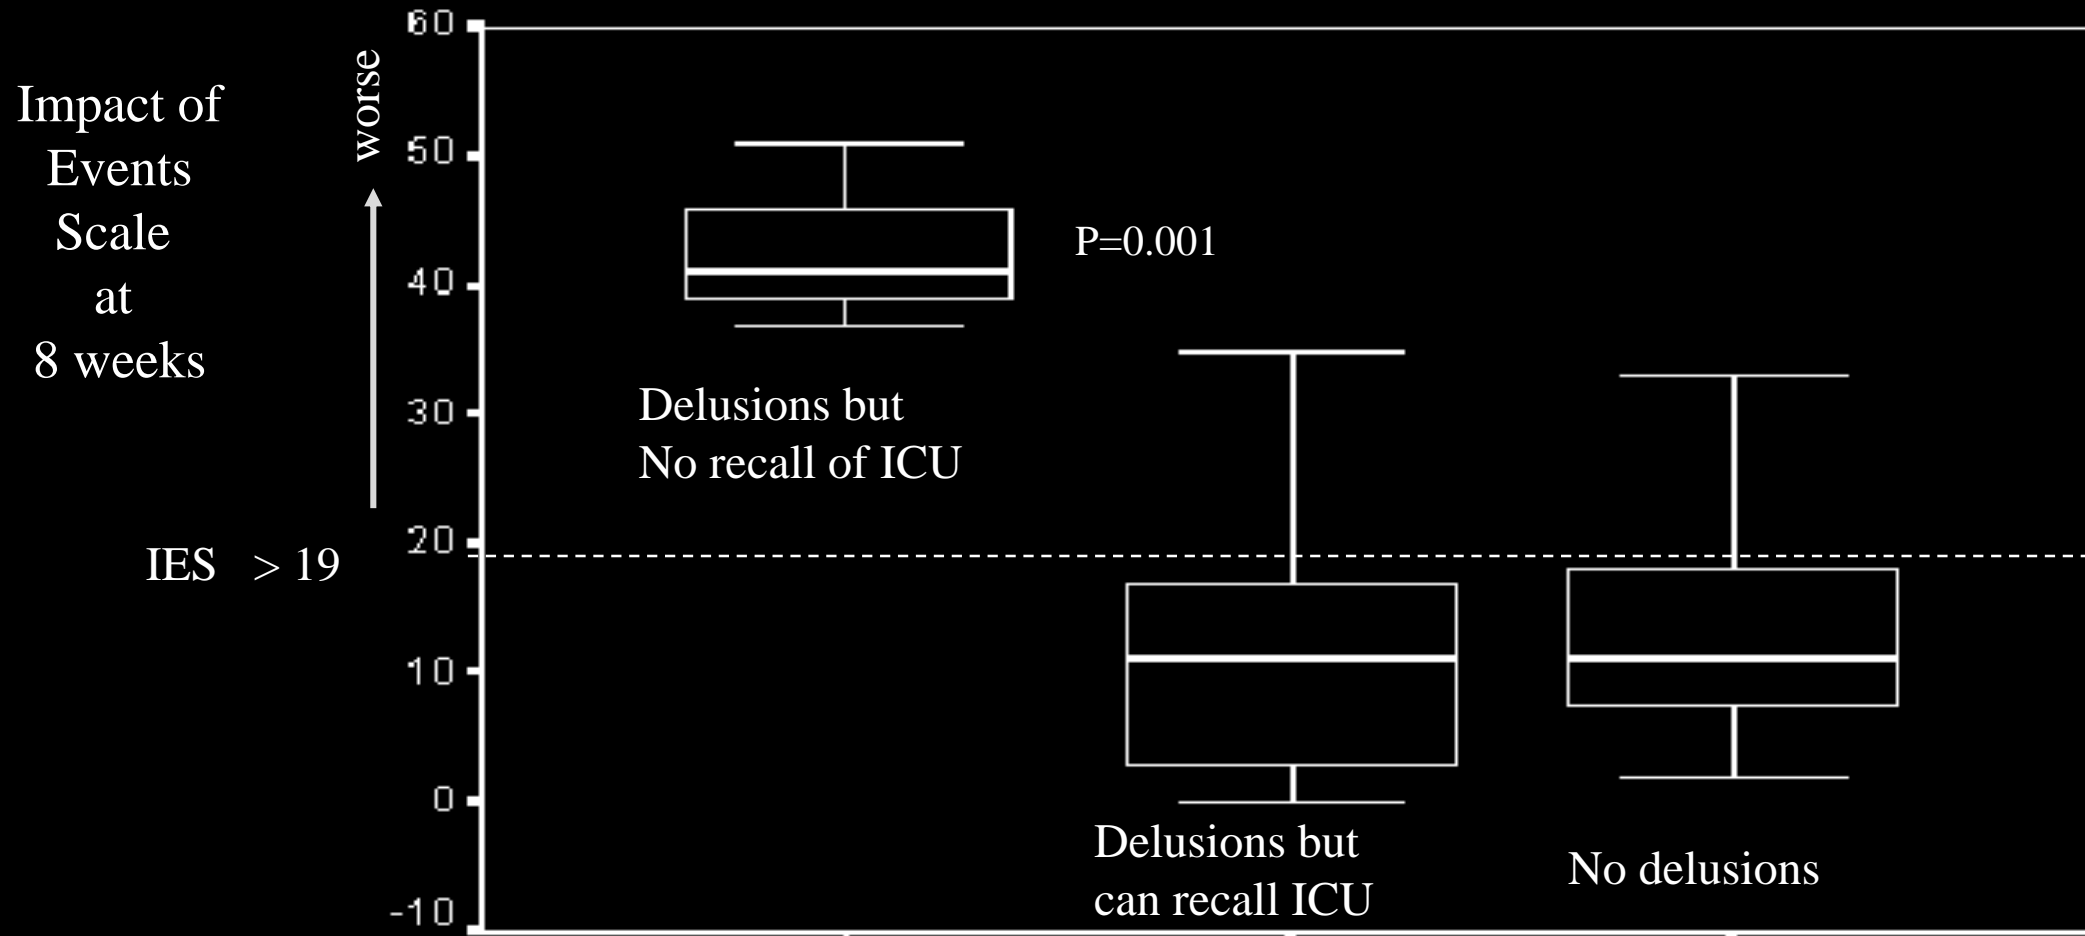 Impact of
Events
Scale
at
8 weeks
worse
60
50
40
30
20
10
0
-10
IES > 19
P=0.001
Delusions but
No recall of ICU
Delusions but
can recall ICU
No delusions